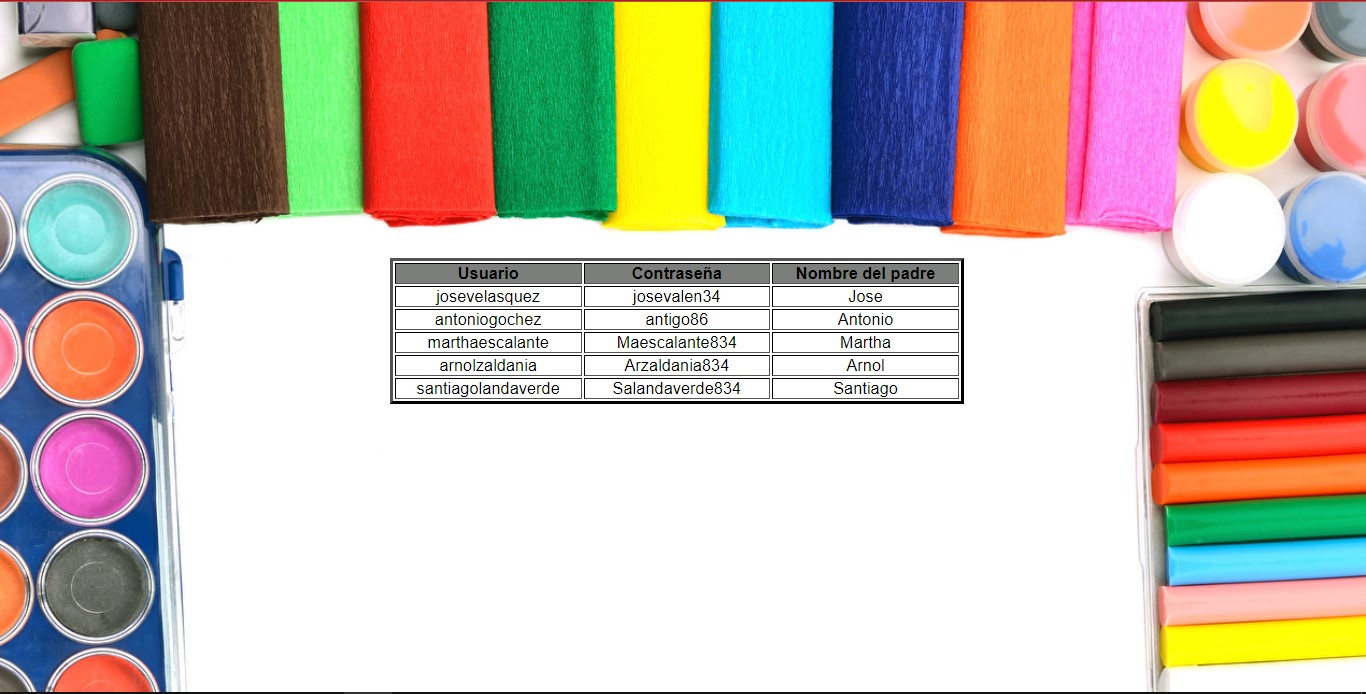 Usuario Contraseña Nombre del padre
josevelasquez josevalen34 Jose
antoniogochez antigo86 Antonio
marthaescalante Maescalante834 Martha
arnolzaldania Arzaldania834 Arnol
santiagolandaverde Salandaverde834 Santiago